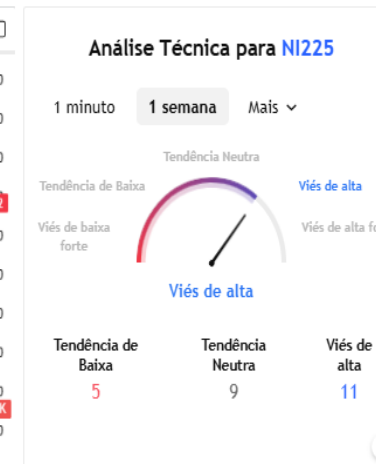 Análise Técnica para NI225
1 minuto 1 semana Mais
Tendência Neutra
Tendência de Baixa Viés de alta
Viés de baixa forte Viés de alta
Viés de alta
Tendência de Baixa Tendência Neutra Viés de alta
5 9 11